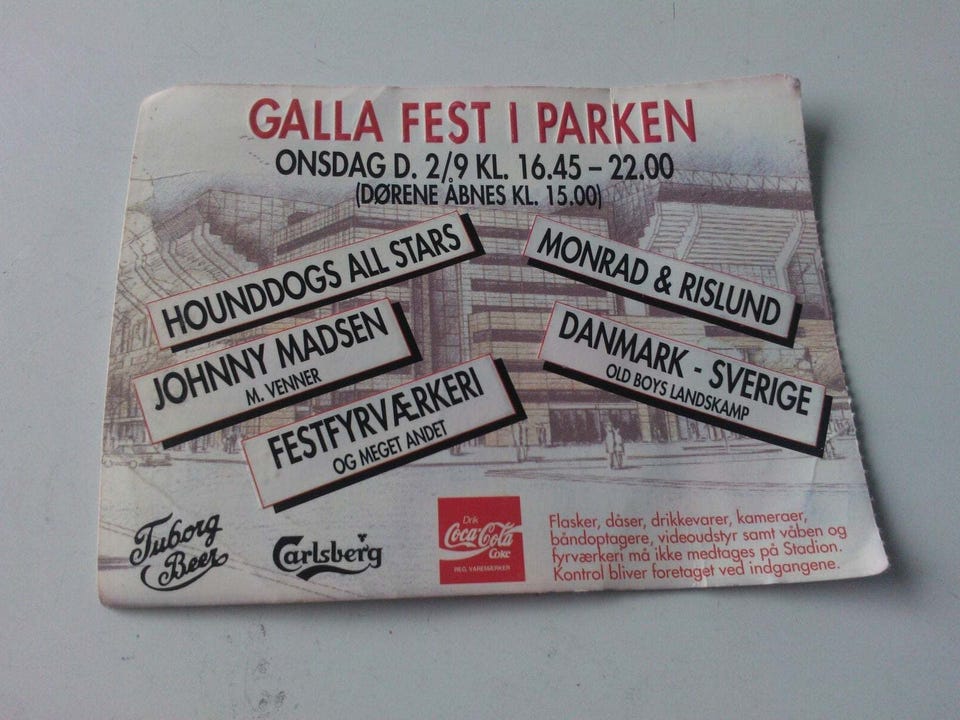 GALLA FEST I PARKEN
ONSDAG D. 2/9 KL. 16.45 – 22.00
(DØRENE ÅBNES KL. 15.00)
HOUNDDOGS ALL STARS
JOHNNY MADSEN
M. VENNER
FESTFYRVÆRKERI
OG MEGET ANDET
MONRAD & RISLUND
DANMARK - SVERIGE
OLD BOYS LANDSKAMP
Tuborg
Beer
Carlsberg
Drik
Coca-Cola
Coke
REG. VAREMÆRKER
Flasker, dåser, drikkevarer, kameraer,
båndoptagere, videoudstyr samt våben og
fyrværkeri må ikke medtages på Stadion.
Kontrol bliver foretaget ved indgangene.